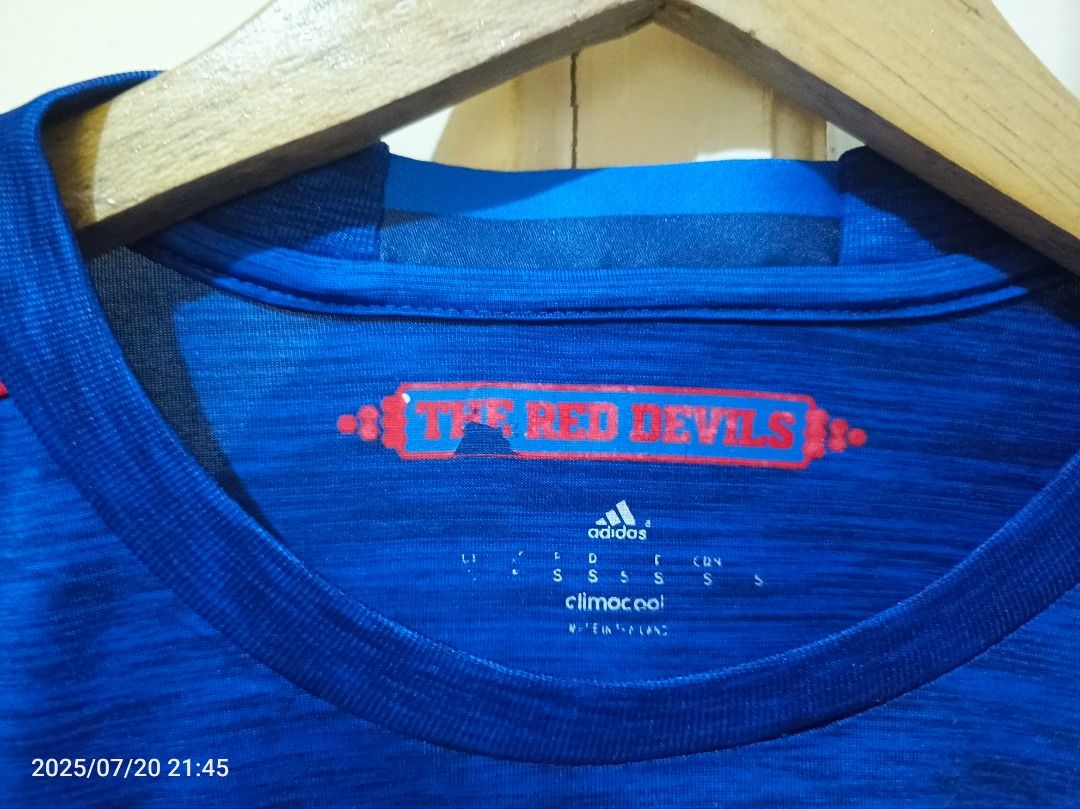 THE RED DEVILS
adidas
D
S S S S S S
climacool
2025/07/20 21:45